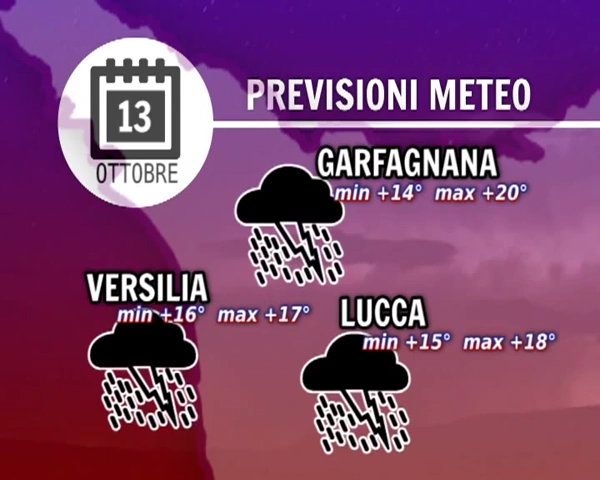 13
OTTOBRE
PREVISIONI METEO
GARFAGNANA
min +14° max +20°
VERSILIA
min +16° max +17°
LUCCA
min +15° max +18°